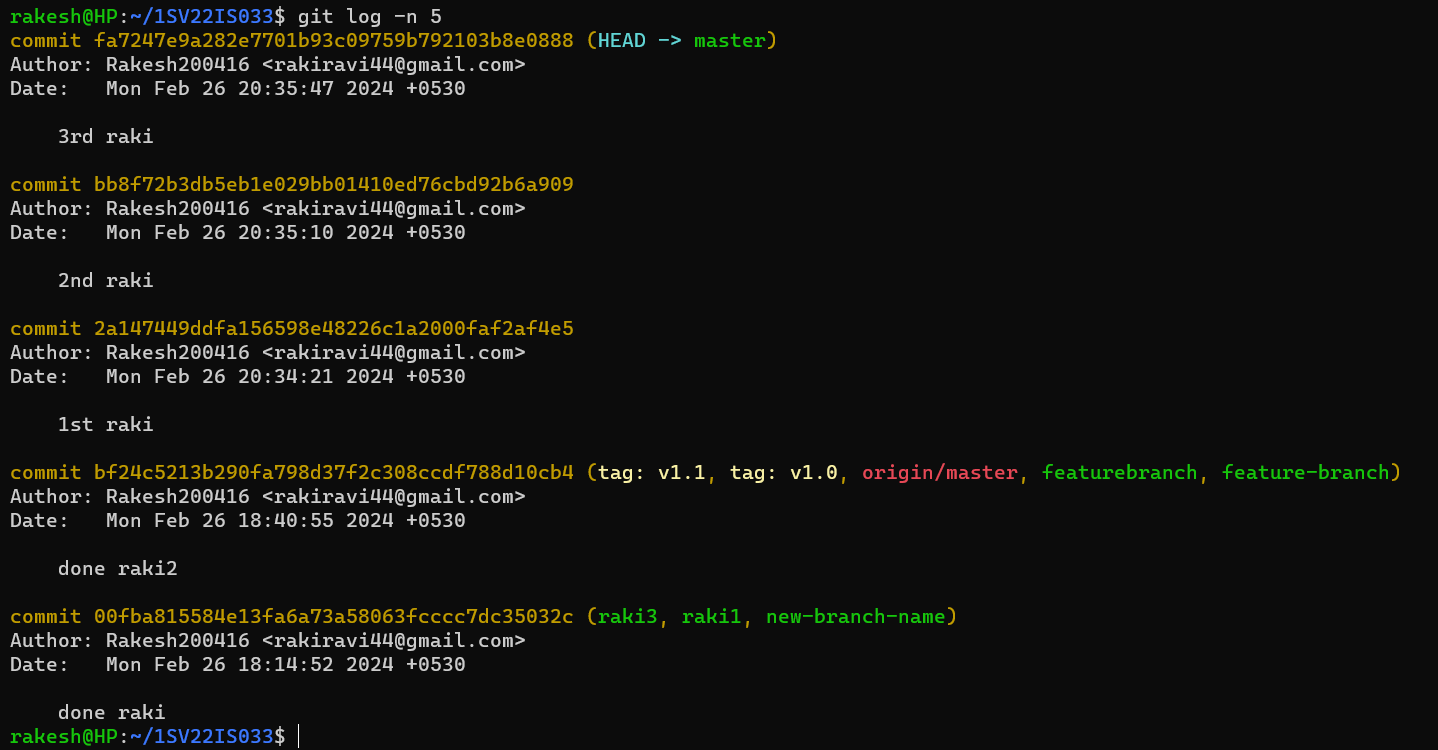 rakesh@HP:~/1SV22IS033$ git log -n 5
commit fa7247e9a282e7701b93c09759b792103b8e0888 (HEAD -> master)
Author: Rakesh200416 <rakiravi44@gmail.com>
Date:   Mon Feb 26 20:35:47 2024 +0530
    3rd raki
commit bb8f72b3db5eb1e029bb01410ed76cbd92b6a909
Author: Rakesh200416 <rakiravi44@gmail.com>
Date:   Mon Feb 26 20:35:10 2024 +0530
    2nd raki
commit 2a147449ddfa156598e48226c1a2000faf2af4e5
Author: Rakesh200416 <rakiravi44@gmail.com>
Date:   Mon Feb 26 20:34:21 2024 +0530
    1st raki
commit bf24c5213b290fa798d37f2c308ccdf788d10cb4 (tag: v1.1, tag: v1.0, origin/master, featurebranch, feature-branch)
Author: Rakesh200416 <rakiravi44@gmail.com>
Date:   Mon Feb 26 18:40:55 2024 +0530
    done raki2
commit 00fba815584e13fa6a73a58063fcccc7dc35032c (raki3, raki1, new-branch-name)
Author: Rakesh200416 <rakiravi44@gmail.com>
Date:   Mon Feb 26 18:14:52 2024 +0530
    done raki
rakesh@HP:~/1SV22IS033$